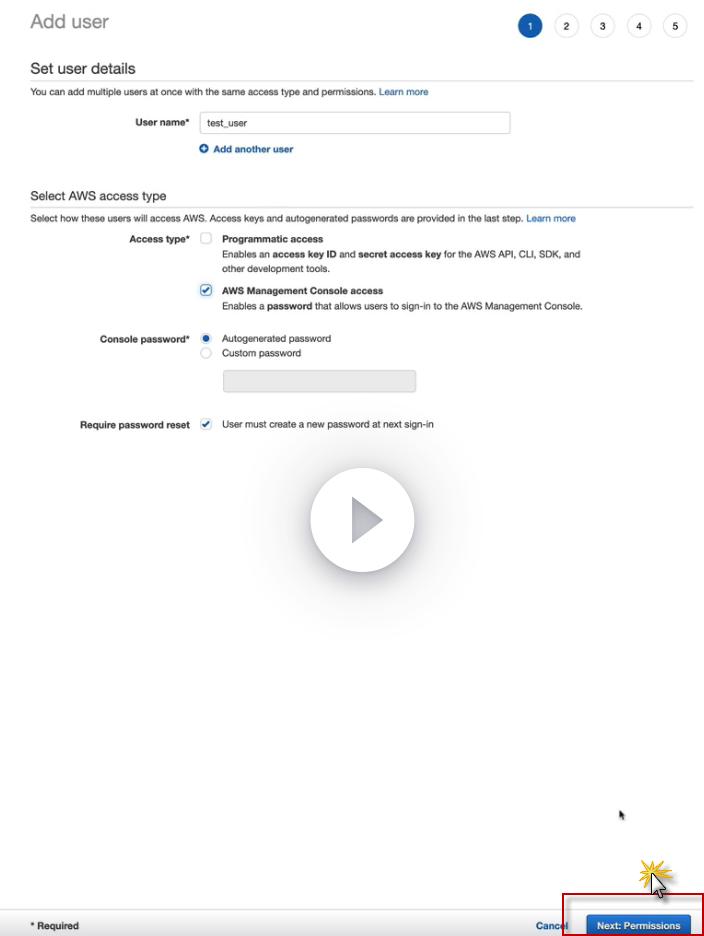 Add user
1 2 3 4 5
Set user details
You can add multiple users at once with the same access type and permissions. Learn more
User name* test_user
Add another user
Select AWS access type
Select how these users will access AWS. Access keys and autogenerated passwords are provided in the last step. Learn more
Access type* Programmatic access
Enables an access key ID and secret access key for the AWS API, CLI, SDK, and
other development tools.
AWS Management Console access
Enables a password that allows users to sign-in to the AWS Management Console.
Console password* Autogenerated password
Custom password
Require password reset User must create a new password at next sign-in
* Required Cancel Next: Permissions